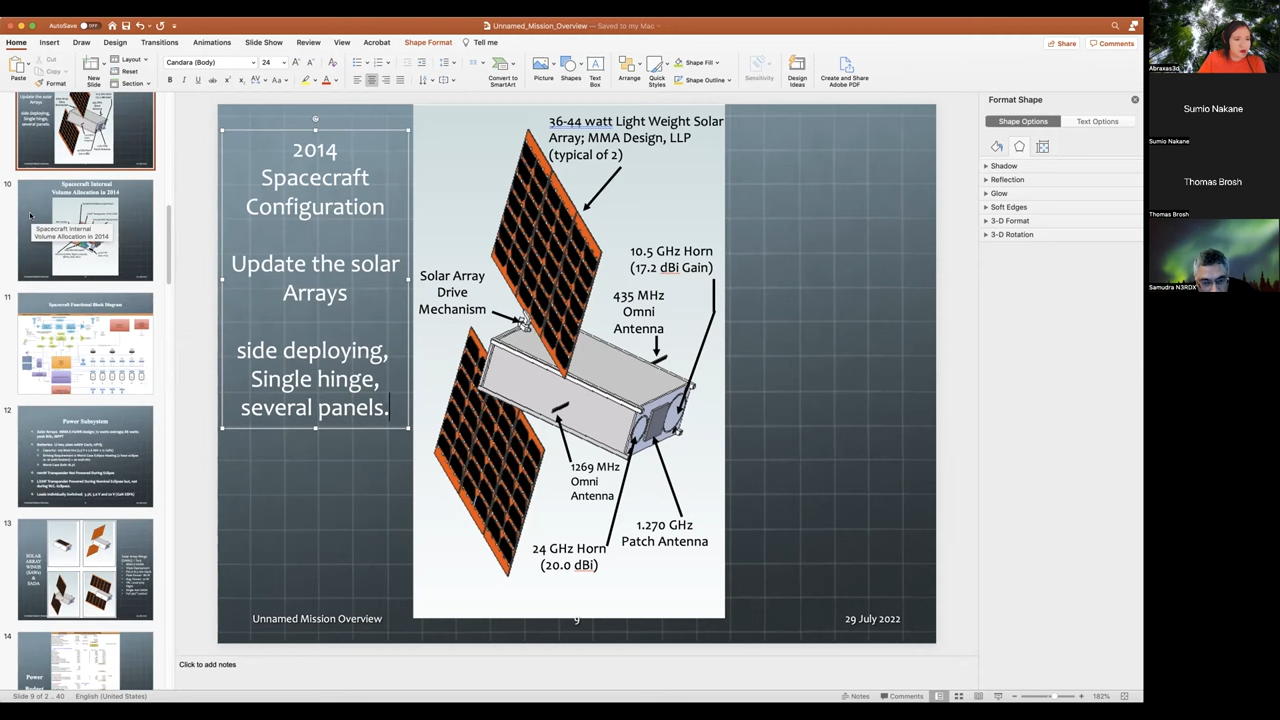 AutoSave OFF
Unnamed_Mission_Overview — Saved to my Mac
Home Insert Draw Design Transitions Animations Slide Show Review View Acrobat Shape Format Tell me
Share Comments
Paste
Cut
Copy
Format
New
Slide
Layout
Reset
Section
Candara (Body) 24
Convert to
SmartArt
Picture
Shapes
Text
Box
Arrange
Quick
Styles
Shape Fill
Shape Outline
Sensitivity
Design
Ideas
Create and Share
Adobe PDF
Update the solar
Arrays
side deploying,
Single hinge,
several panels.
10
Spacecraft Internal
Volume Allocation in 2014
Spacecraft Internal
Volume Allocation in 2014
11
Spacecraft Functional Block Diagram
12
Power Subsystem
13
SOLAR
ARRAY
WINGS
(SAWs)
&
SADA
14
Power
2014
Spacecraft
Configuration
Update the solar
Arrays
side deploying,
Single hinge,
several panels.
36-44 watt Light Weight Solar
Array; MMA Design, LLP
(typical of 2)
10.5 GHz Horn
(17.2 dBi Gain)
Solar Array
Drive
Mechanism
435 MHz
Omni
Antenna
1269 MHz
Omni
Antenna
1.270 GHz
Patch Antenna
24 GHz Horn
(20.0 dBi)
Unnamed Mission Overview
9
29 July 2022
Click to add notes
Format Shape
Shape Options Text Options
Shadow
Reflection
Glow
Soft Edges
3-D Format
3-D Rotation
Slide 9 of 2 .. 40 English (United States)
Notes Comments 182%
Abraxas3d
Sumio Nakane
Sumio Nakane
Thomas Brosh
Thomas Brosh
Samudra N3RDX